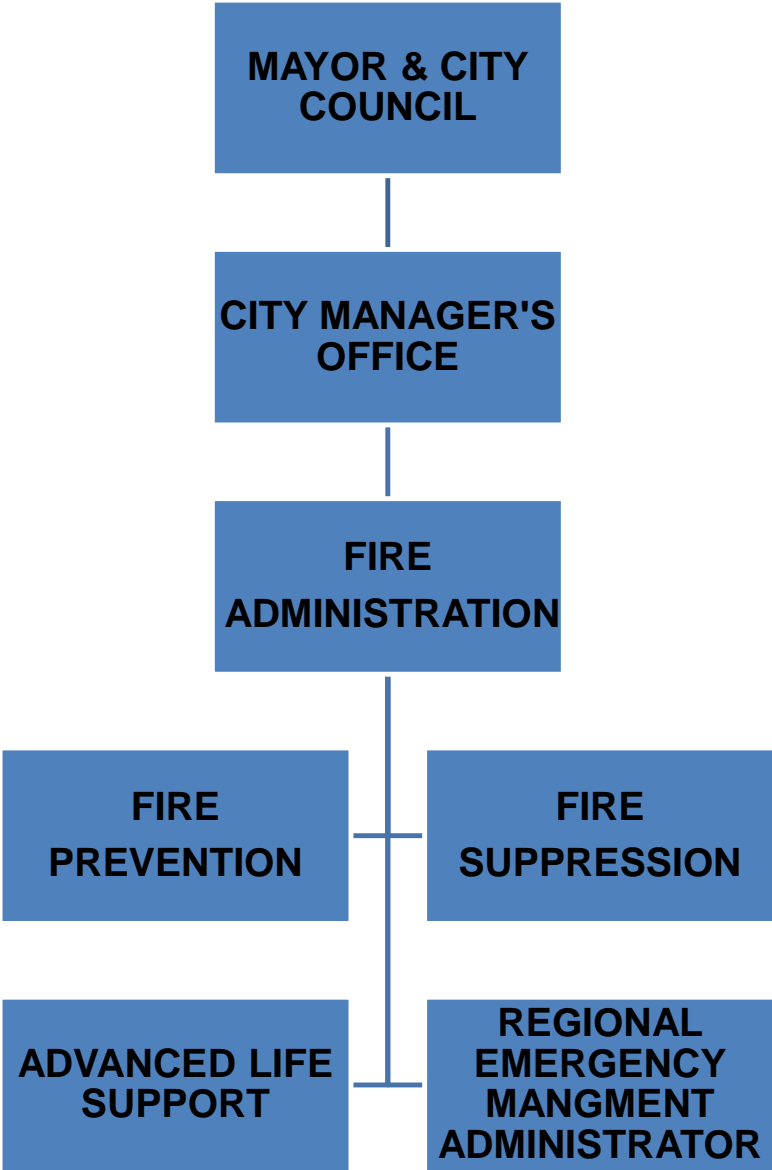 MAYOR & CITY
COUNCIL
CITY MANAGER'S
OFFICE
FIRE
ADMINISTRATION
FIRE
PREVENTION
FIRE
SUPPRESSION
ADVANCED LIFE
SUPPORT
REGIONAL
EMERGENCY
MANGMENT
ADMINISTRATOR